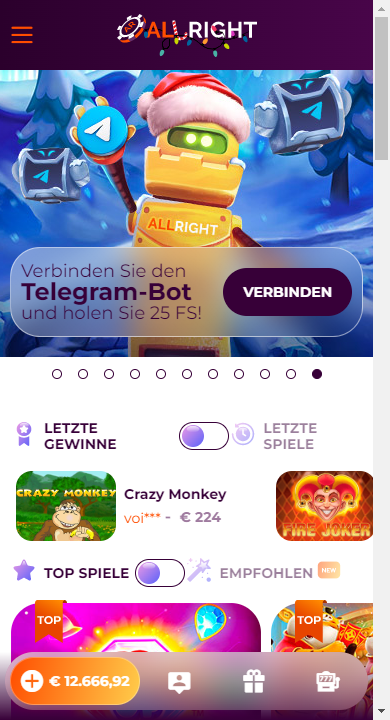 ALLRIGHT
ALLRIGHT
Verbinden Sie den
Telegram-Bot
und holen Sie 25 FS!
VERBINDEN
LETZTE
GEWINNE
LETZTE
SPIELE
CRAZY MONKEY
Crazy Monkey
voi*** - € 224
FIRE JOKER
TOP SPIELE
EMPFOHLEN
NEW
TOP
TOP
€ 12.666,92
777